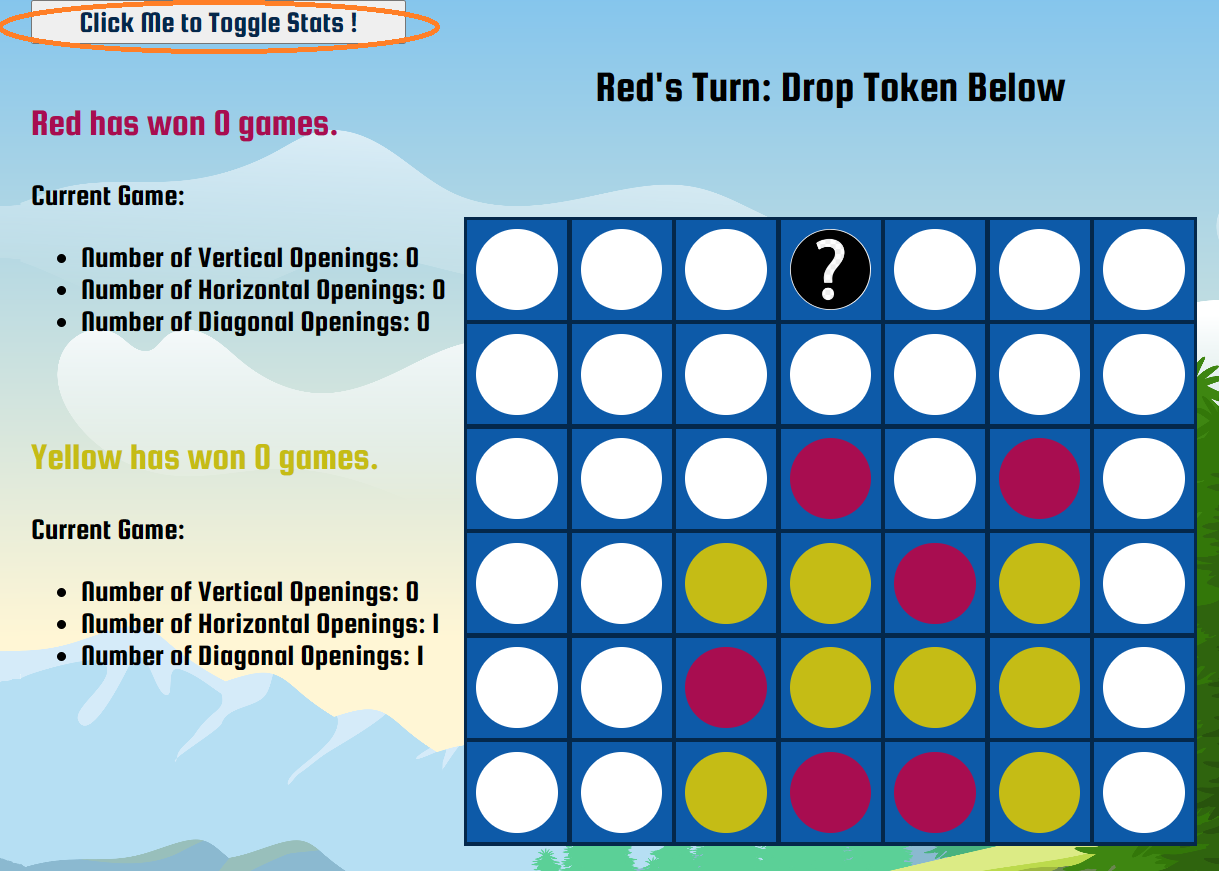 Click Me to Toggle Stats !
Red's Turn: Drop Token Below
Red has won 0 games.
Current Game:
Number of Vertical Openings: 0
Number of Horizontal Openings: 0
Number of Diagonal Openings: 0
?
Yellow has won 0 games.
Current Game:
Number of Vertical Openings: 0
Number of Horizontal Openings: 1
Number of Diagonal Openings: 1